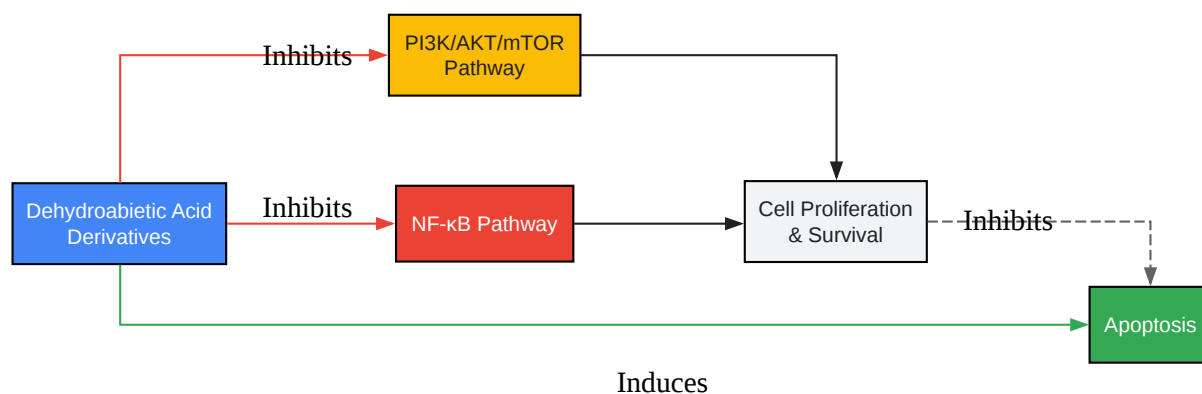 Inhibits
PI3K/AKT/mTOR
Pathway
Dehydroabietic Acid
Derivatives
Inhibits
NF-κB Pathway
Cell Proliferation
& Survival
Inhibits
Apoptosis
Induces